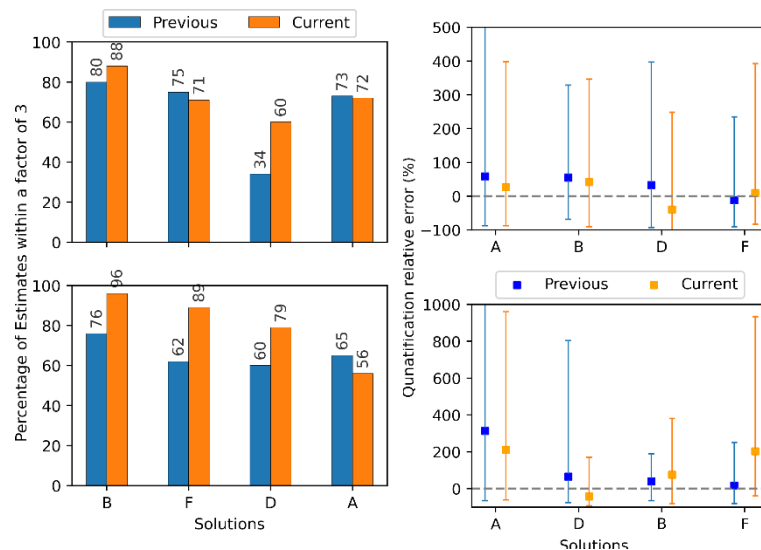 Previous Current
Percentage of Estimates within a factor of 3
100
80
60
40
20
0
80 88 75 71 34 60 73 72
100
80
60
40
20
0
76 96 62 89 60 79 65 56
B F D A
Solutions
Qunatification relative error (%)
500
400
300
200
100
0
−100
A B D F
Previous Current
1000
800
600
400
200
0
A D B F
Solutions